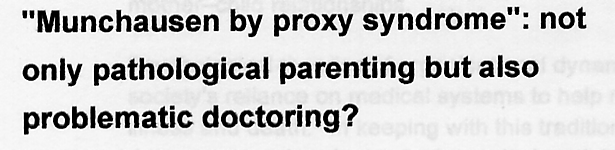 "Munchausen by proxy syndrome": not
only pathological parenting but also
problematic doctoring?